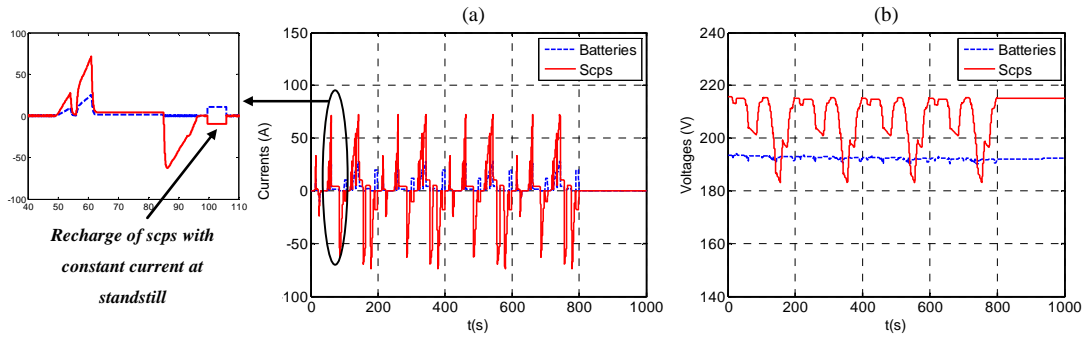 (a)
(b)
100
50
0
-50
-100
40 50 60 70 80 90 100 110
Recharge of scps with
constant current at
standstill
150
100
50
0
-50
100
Currents (A)
0 200 400 600 800 1000
t(s)
Batteries
Scps
240
220
200
180
160
140
Voltages (V)
0 200 400 600 800 1000
t(s)
Batteries
Scps